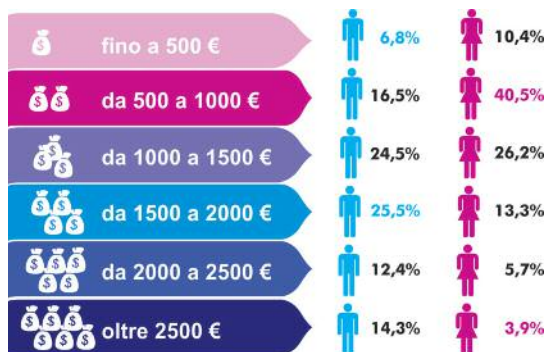 fino a 500 € 6,8% 10,4%
da 500 a 1000 € 16,5% 40,5%
da 1000 a 1500 € 24,5% 26,2%
da 1500 a 2000 € 25,5% 13,3%
da 2000 a 2500 € 12,4% 5,7%
oltre 2500 € 14,3% 3,9%